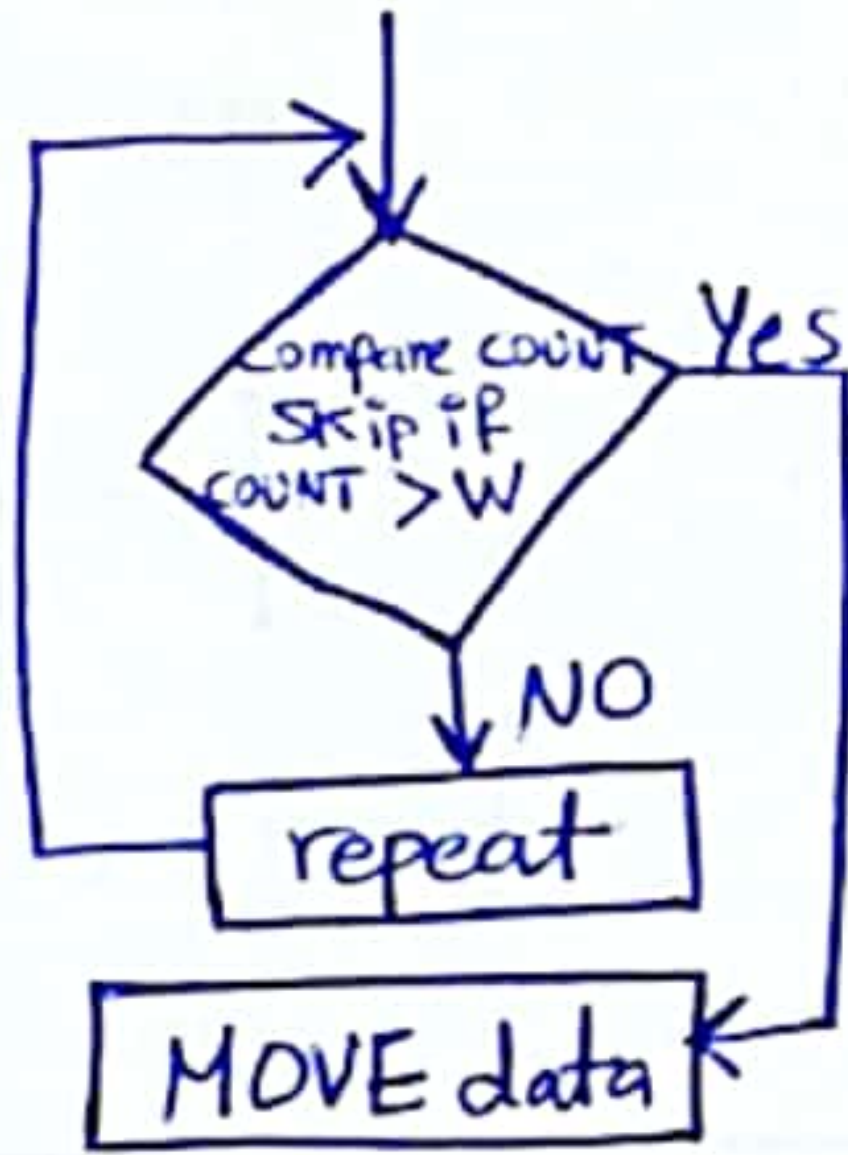 Compare COUNT
Yes
Skip if
COUNT > W
NO
repeat
MOVE data